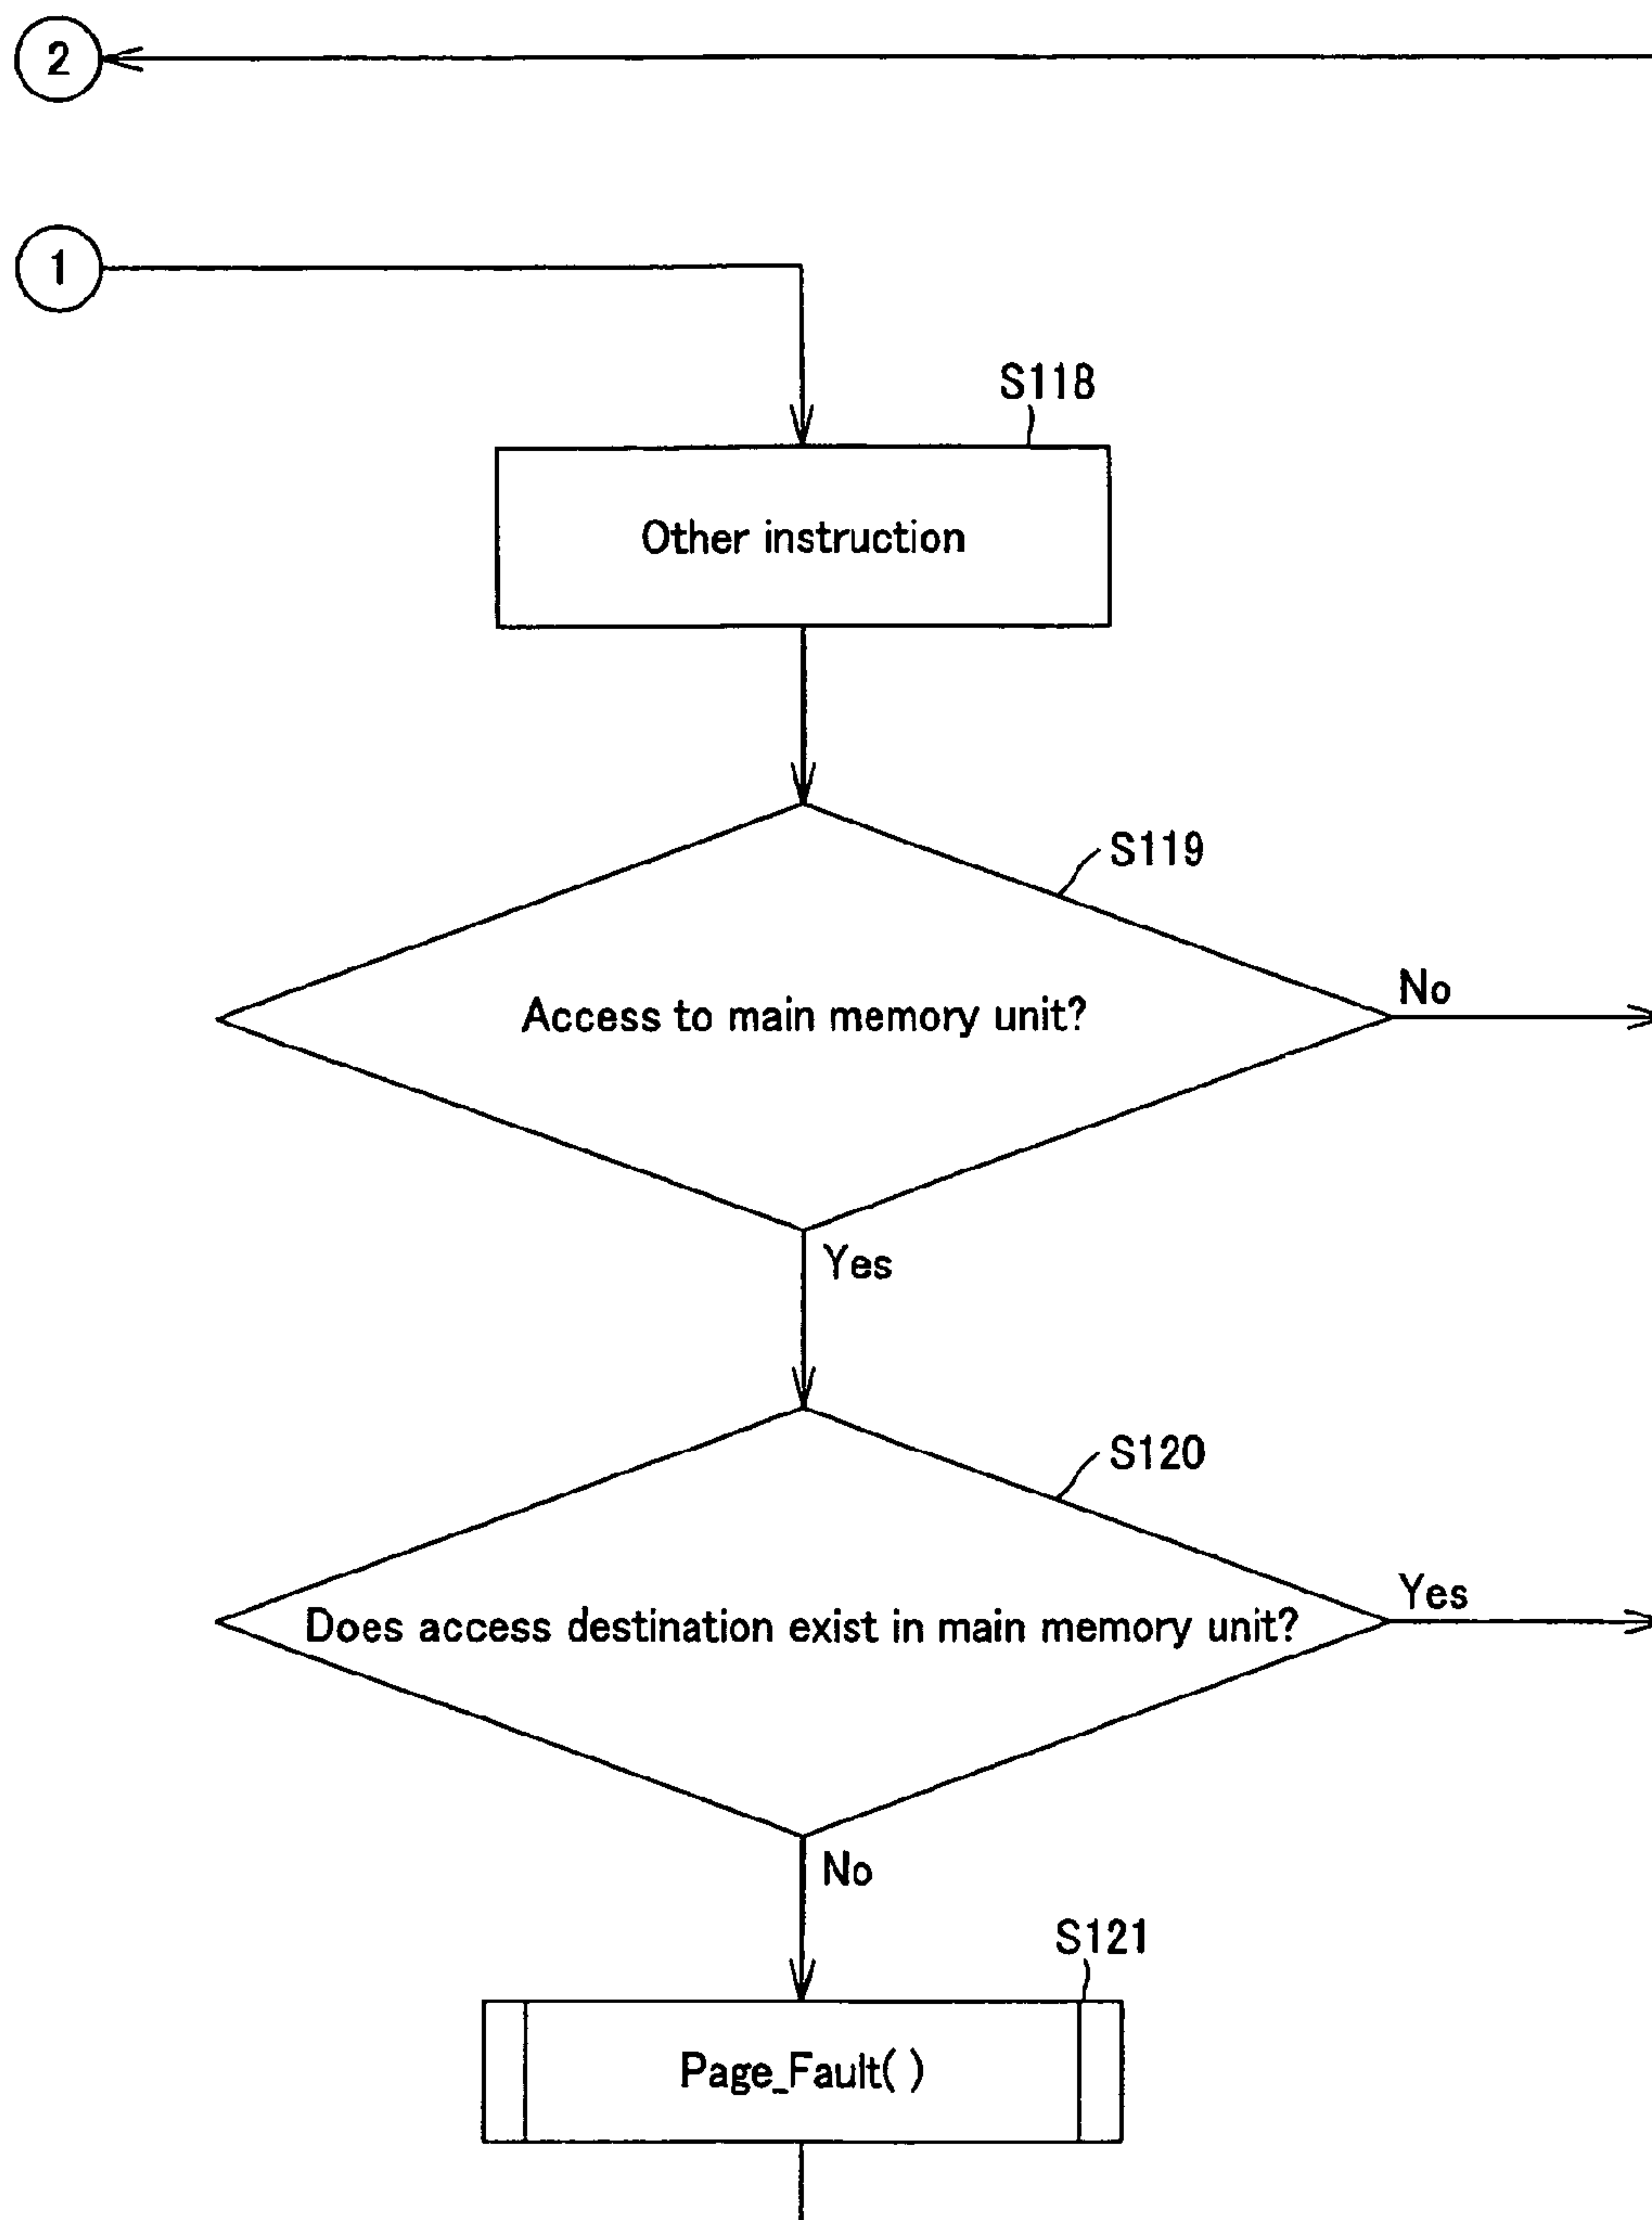 2
1
S118
Other instruction
S119
Access to main memory unit?
No
Yes
S120
Does access destination exist in main memory unit?
Yes
No
S121
Page_Fault( )